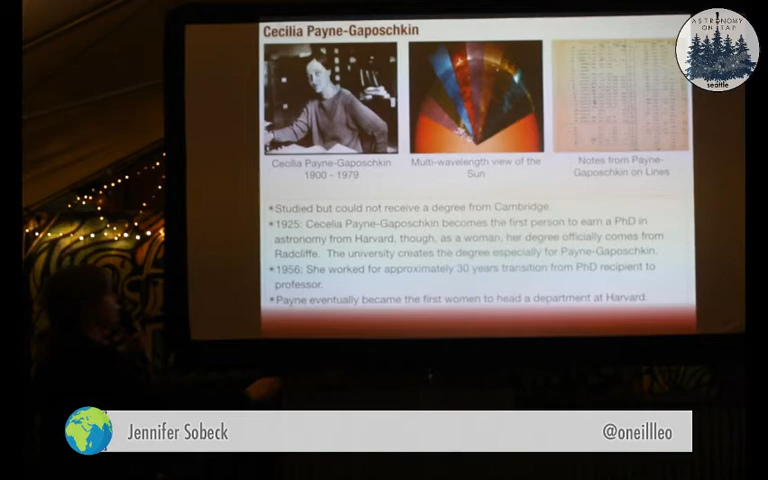 Cecilia Payne-Gaposchkin
ASTRONOMY
ON TAP
seattle
Cecilia Payne-Gaposchkin
1900 - 1979
Multi-wavelength view of the
Sun
Notes from Payne-
Gaposchkin on Lines
*Studied but could not receive a degree from Cambridge.
*1925: Cecelia Payne-Gaposchkin becomes the first person to earn a PhD in
astronomy from Harvard, though, as a woman, her degree officially comes from
Radcliffe. The university creates the degree especially for Payne-Gaposchkin.
*1956: She worked for approximately 30 years transition from PhD recipient to
professor.
*Payne eventually became the first women to head a department at Harvard.
Jennifer Sobeck
@oneillleo